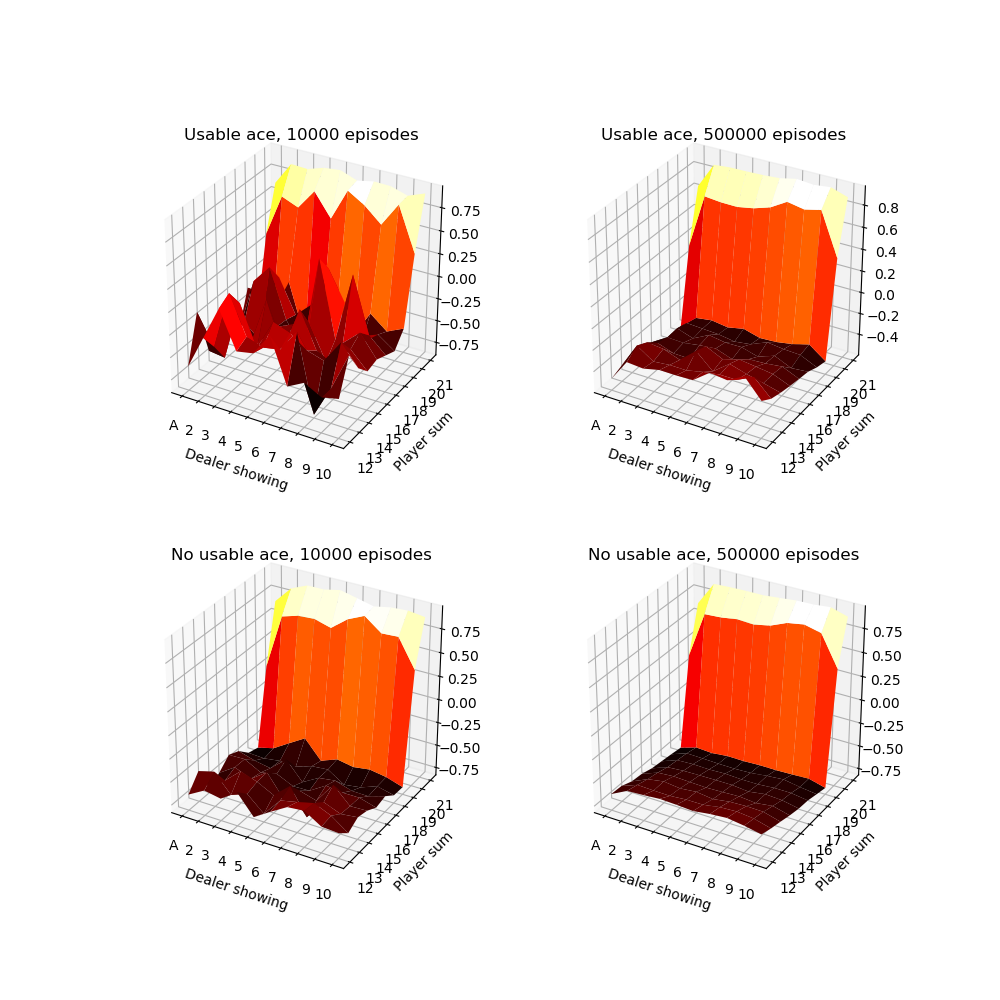 Usable ace, 10000 episodes
0.75
0.50
0.25
0.00
−0.25
−0.50
−0.75
A 2 3 4 5 6 7 8 9 10
Dealer showing
12 13 14 15 16 17 18 19 20 21
Player sum
Usable ace, 500000 episodes
0.8
0.6
0.4
0.2
0.0
−0.2
−0.4
A 2 3 4 5 6 7 8 9 10
Dealer showing
12 13 14 15 16 17 18 19 20 21
Player sum
No usable ace, 10000 episodes
0.75
0.50
0.25
0.00
−0.25
−0.50
−0.75
A 2 3 4 5 6 7 8 9 10
Dealer showing
12 13 14 15 16 17 18 19 20 21
Player sum
No usable ace, 500000 episodes
0.75
0.50
0.25
0.00
−0.25
−0.50
−0.75
A 2 3 4 5 6 7 8 9 10
Dealer showing
12 13 14 15 16 17 18 19 20 21
Player sum